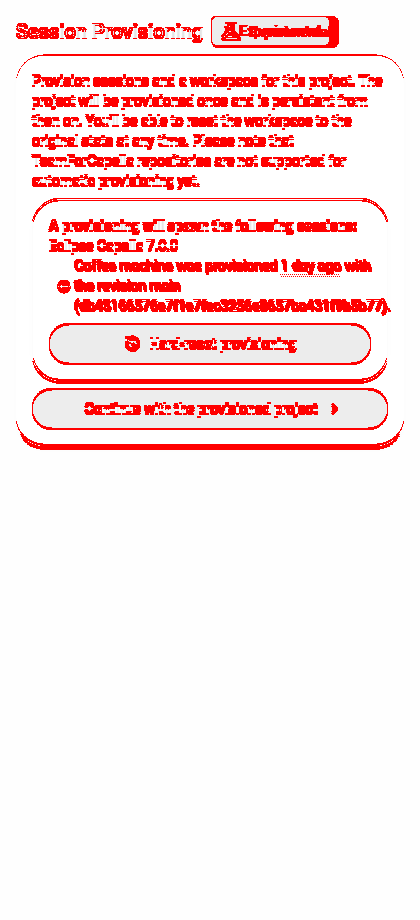 Session Provisioning
Provision sessions and a workspace for this project. The
project will be provisioned once and is persistent from
then on. You'll be able to reset the workspace to the
original state at any time. Please note that
TeamForCapella repositories are not supported for
automatic provisioning yet.
A provisioning will spawn the following sessions:
Eclipse Capella 7.0.0
Coffee machine was provisioned 1 day ago with
the revision main
Hard-reset provisioning
Continue with the provisioned project